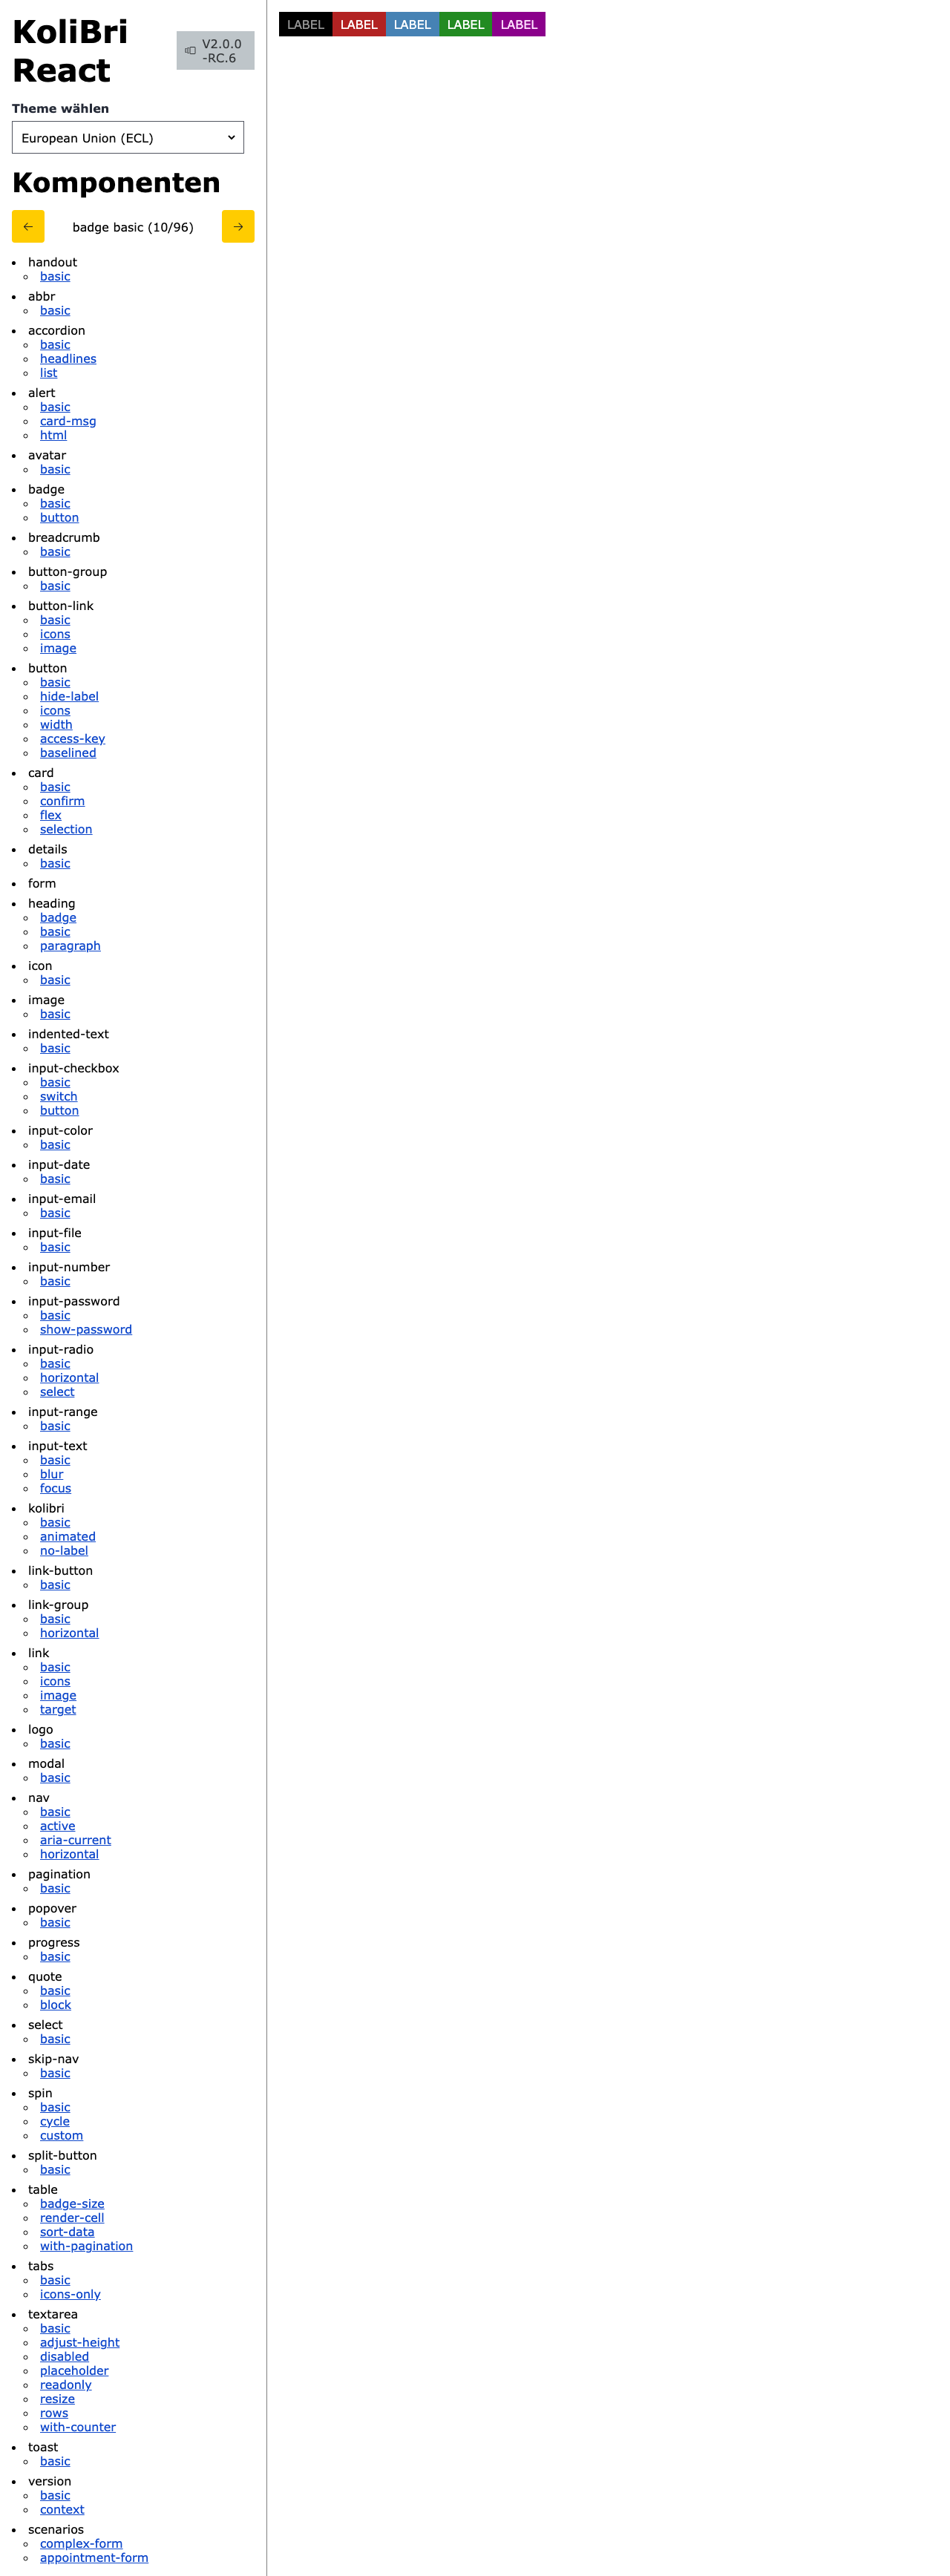 KoliBri
React
V2.0.0
-RC.6
Theme wählen
European Union (ECL)
Komponenten
badge basic (10/96)
handout
basic
abbr
basic
accordion
basic
headlines
list
alert
basic
card-msg
html
avatar
basic
badge
basic
button
breadcrumb
basic
button-group
basic
button-link
basic
icons
image
button
basic
hide-label
icons
width
access-key
baselined
card
basic
confirm
flex
selection
details
basic
form
heading
badge
basic
paragraph
icon
basic
image
basic
indented-text
basic
input-checkbox
basic
switch
button
input-color
basic
input-date
basic
input-email
basic
input-file
basic
input-number
basic
input-password
basic
show-password
input-radio
basic
horizontal
select
input-range
basic
input-text
basic
blur
focus
kolibri
basic
animated
no-label
link-button
basic
link-group
basic
horizontal
link
basic
icons
image
target
logo
basic
modal
basic
nav
basic
active
aria-current
horizontal
pagination
basic
popover
basic
progress
basic
quote
basic
block
select
basic
skip-nav
basic
spin
basic
cycle
custom
split-button
basic
table
badge-size
render-cell
sort-data
with-pagination
tabs
basic
icons-only
textarea
basic
adjust-height
disabled
placeholder
readonly
resize
rows
with-counter
toast
basic
version
basic
context
scenarios
complex-form
appointment-form
LABEL LABEL LABEL LABEL LABEL